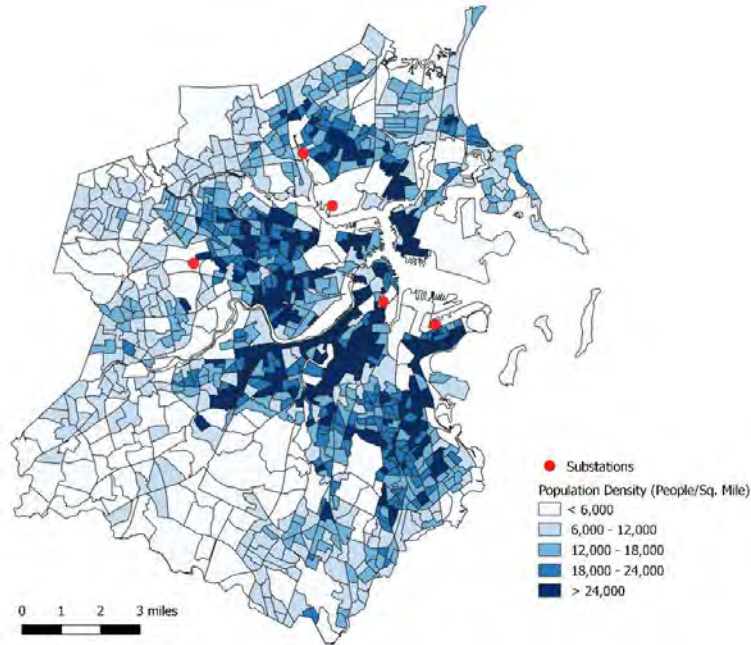 Substations
Population Density (People/Sq. Mile)
< 6,000
6,000 - 12,000
12,000 - 18,000
18,000 - 24,000
> 24,000
0 1 2 3 miles